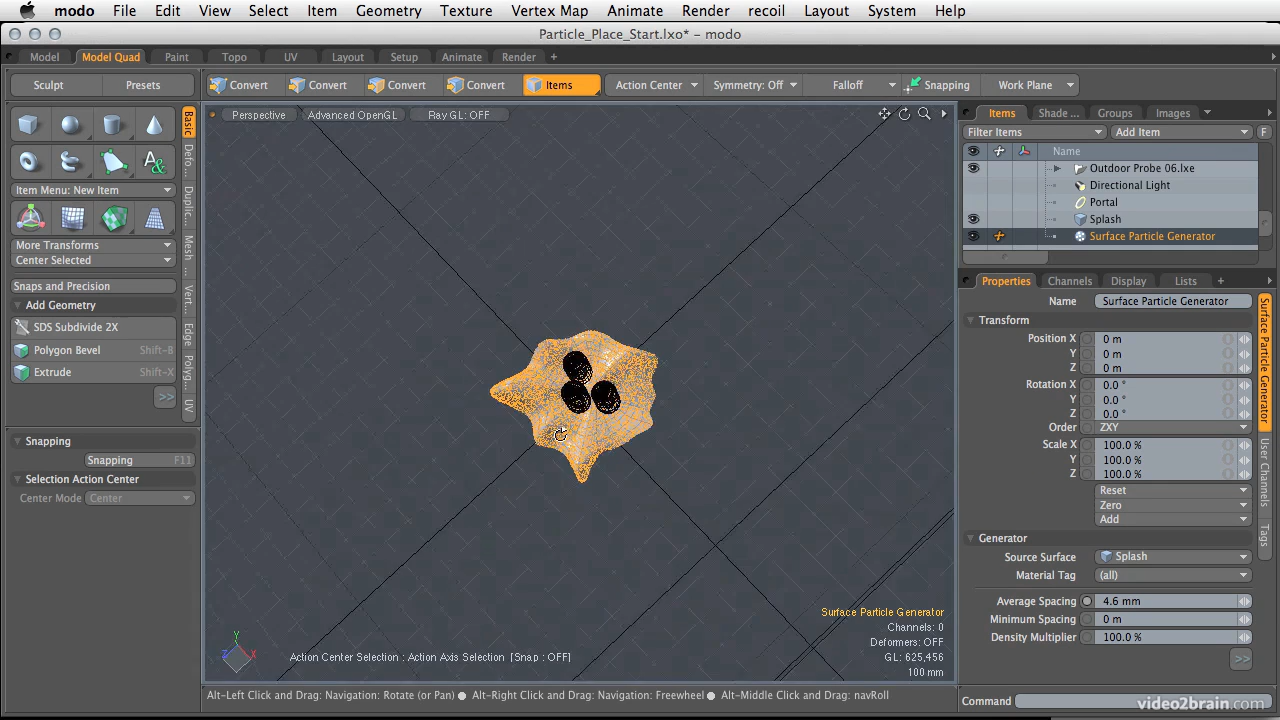 modo File Edit View Select Item Geometry Texture Vertex Map Animate Render recoil Layout System Help
Particle_Place_Start.lxo* - modo
Model Model Quad Paint Topo UV Layout Setup Animate Render +
Sculpt Presets Convert Convert Convert Convert Items Action Center Symmetry: Off Falloff Snapping Work Plane
Perspective Advanced OpenGL Ray GL: OFF
Items Shade ... Groups Images
Filter Items Add Item F
Name
Outdoor Probe 06.lxe
Directional Light
Portal
Splash
Surface Particle Generator
Basic
Defo...
Duplic...
Mesh ...
Vert...
Edge
Polyg...
UV
Item Menu: New Item
More Transforms
Center Selected
Snaps and Precision
Add Geometry
SDS Subdivide 2X
Polygon Bevel Shift-B
Extrude Shift-X
>>
Snapping
Snapping F11
Selection Action Center
Center Mode Center
Properties Channels Display Lists +
Name Surface Particle Generator
Transform
Position X 0 m
Y 0 m
Z 0 m
Rotation X 0.0 °
Y 0.0 °
Z 0.0 °
Order ZXY
Scale X 100.0 %
Y 100.0 %
Z 100.0 %
Reset
Zero
Add
Generator
Source Surface Splash
Material Tag (all)
Average Spacing 4.6 mm
Minimum Spacing 0 m
Density Multiplier 100.0 %
>>
Surface Particle Generator
User Channels
Tags
Surface Particle Generator
Channels: 0
Deformers: OFF
GL: 625,456
100 mm
Y
Z X
Action Center Selection : Action Axis Selection [Snap : OFF]
Alt-Left Click and Drag: Navigation: Rotate (or Pan) ● Alt-Right Click and Drag: Navigation: Freewheel ● Alt-Middle Click and Drag: navRoll
Command
video2brain.com